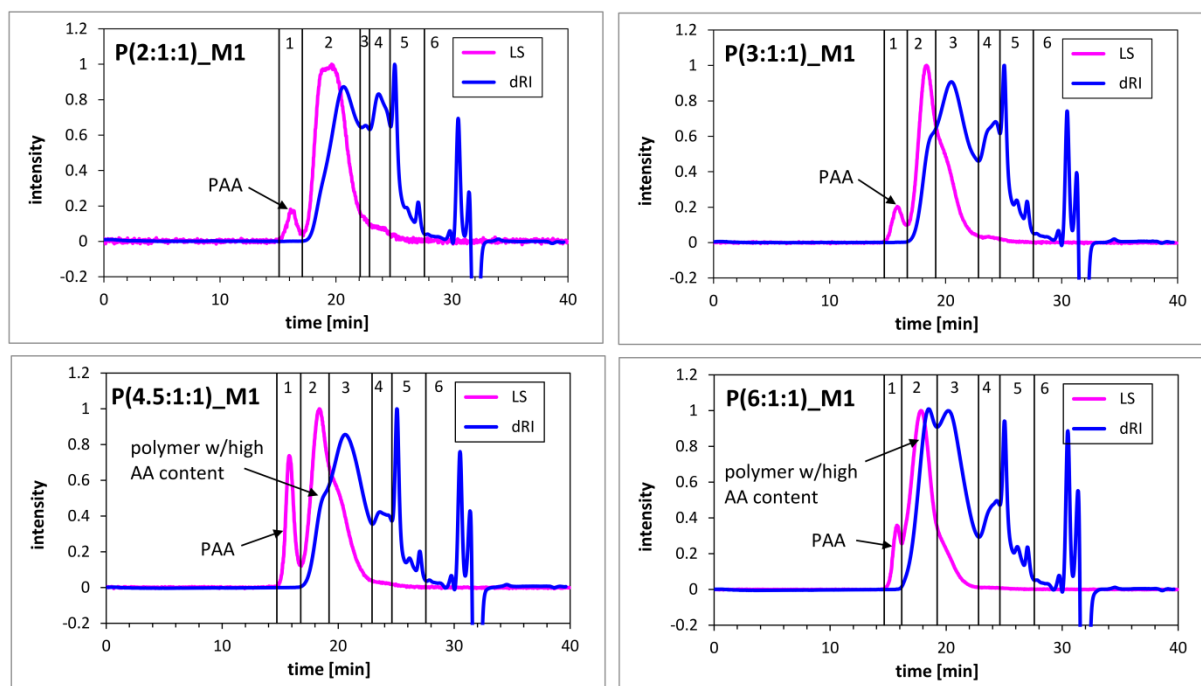 P(2:1:1)_M1
1 2 3 4 5 6
LS
dRI
PAA
intensity
1.2
1
0.8
0.6
0.4
0.2
0
-0.2
0 10 20 30 40
time [min]
P(3:1:1)_M1
1 2 3 4 5 6
LS
dRI
PAA
intensity
1.2
1
0.8
0.6
0.4
0.2
0
-0.2
0 10 20 30 40
time [min]
P(4.5:1:1)_M1
1 2 3 4 5 6
LS
dRI
polymer w/high
AA content
PAA
intensity
1.2
1
0.8
0.6
0.4
0.2
0
-0.2
0 10 20 30 40
time [min]
P(6:1:1)_M1
1 2 3 4 5 6
LS
dRI
polymer w/high
AA content
PAA
intensity
1.2
1
0.8
0.6
0.4
0.2
0
-0.2
0 10 20 30 40
time [min]